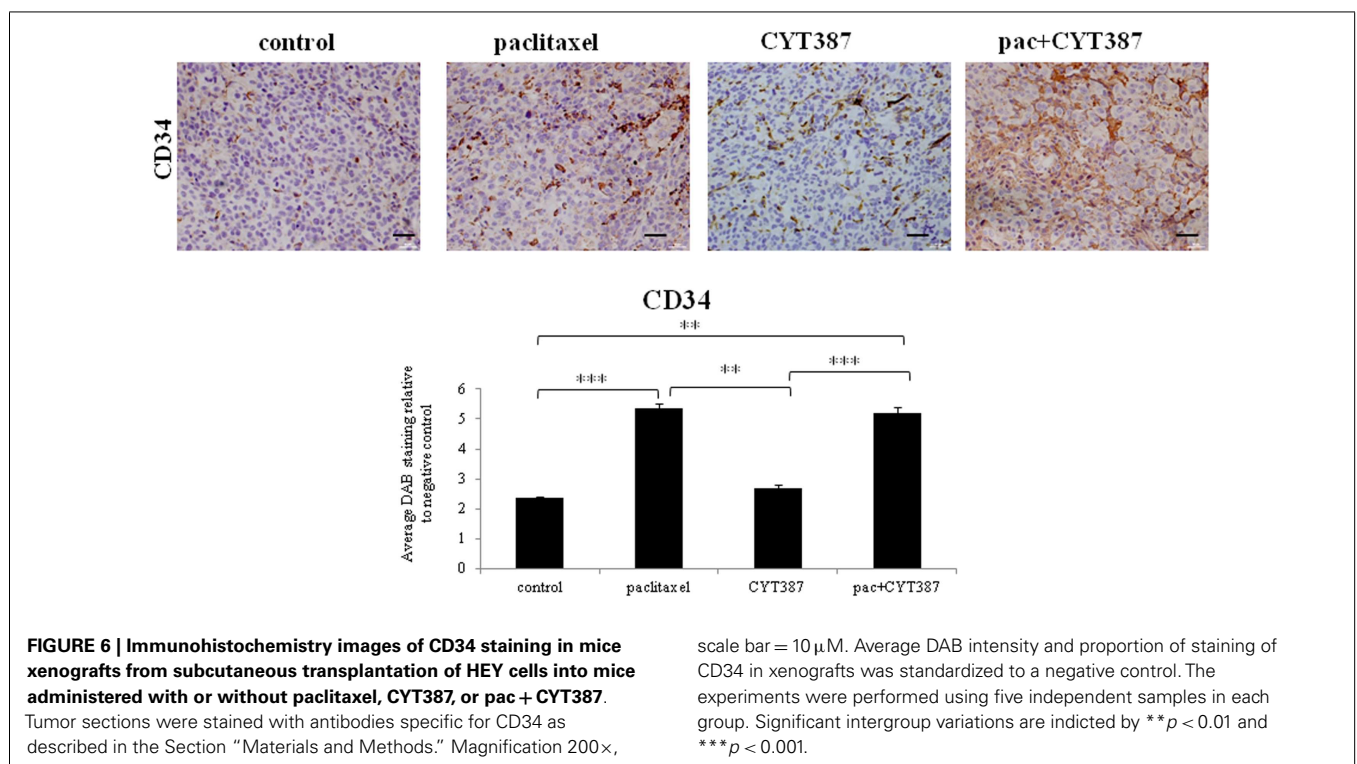 control
paclitaxel
CYT387
pac+CYT387
CD34
CD34
**
***
**
***
Average DAB staining relative
to negative control
6
5
4
3
2
1
0
control
paclitaxel
CYT387
pac+CYT387
FIGURE 6 | Immunohistochemistry images of CD34 staining in mice
xenografts from subcutaneous transplantation of HEY cells into mice
administered with or without paclitaxel, CYT387, or pac + CYT387.
Tumor sections were stained with antibodies specific for CD34 as
described in the Section “Materials and Methods.” Magnification 200×,
scale bar = 10 μM. Average DAB intensity and proportion of staining of
CD34 in xenografts was standardized to a negative control. The
experiments were performed using five independent samples in each
group. Significant intergroup variations are indicted by **p < 0.01 and
***p < 0.001.